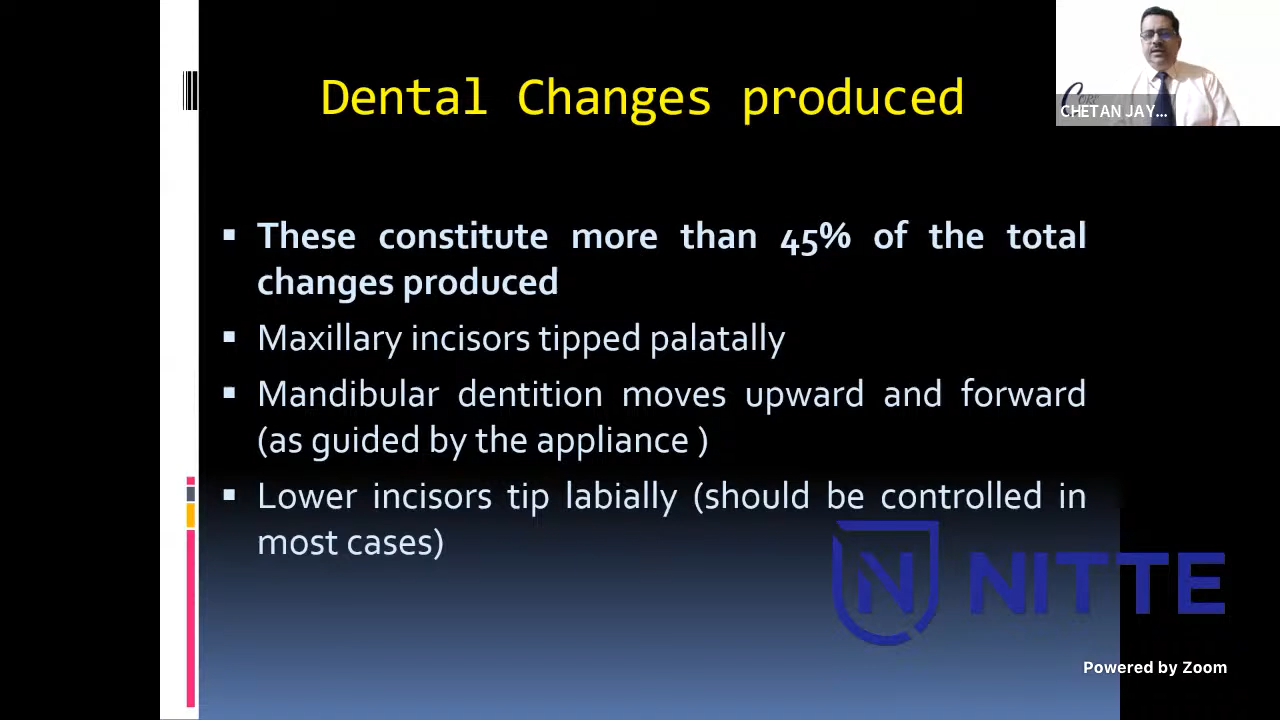 Dental Changes produced
CHETAN JAY...
▪ These constitute more than 45% of the total
changes produced
▪ Maxillary incisors tipped palatally
▪ Mandibular dentition moves upward and forward
(as guided by the appliance )
▪ Lower incisors tip labially (should be controlled in
most cases)
N NITTE
Powered by Zoom